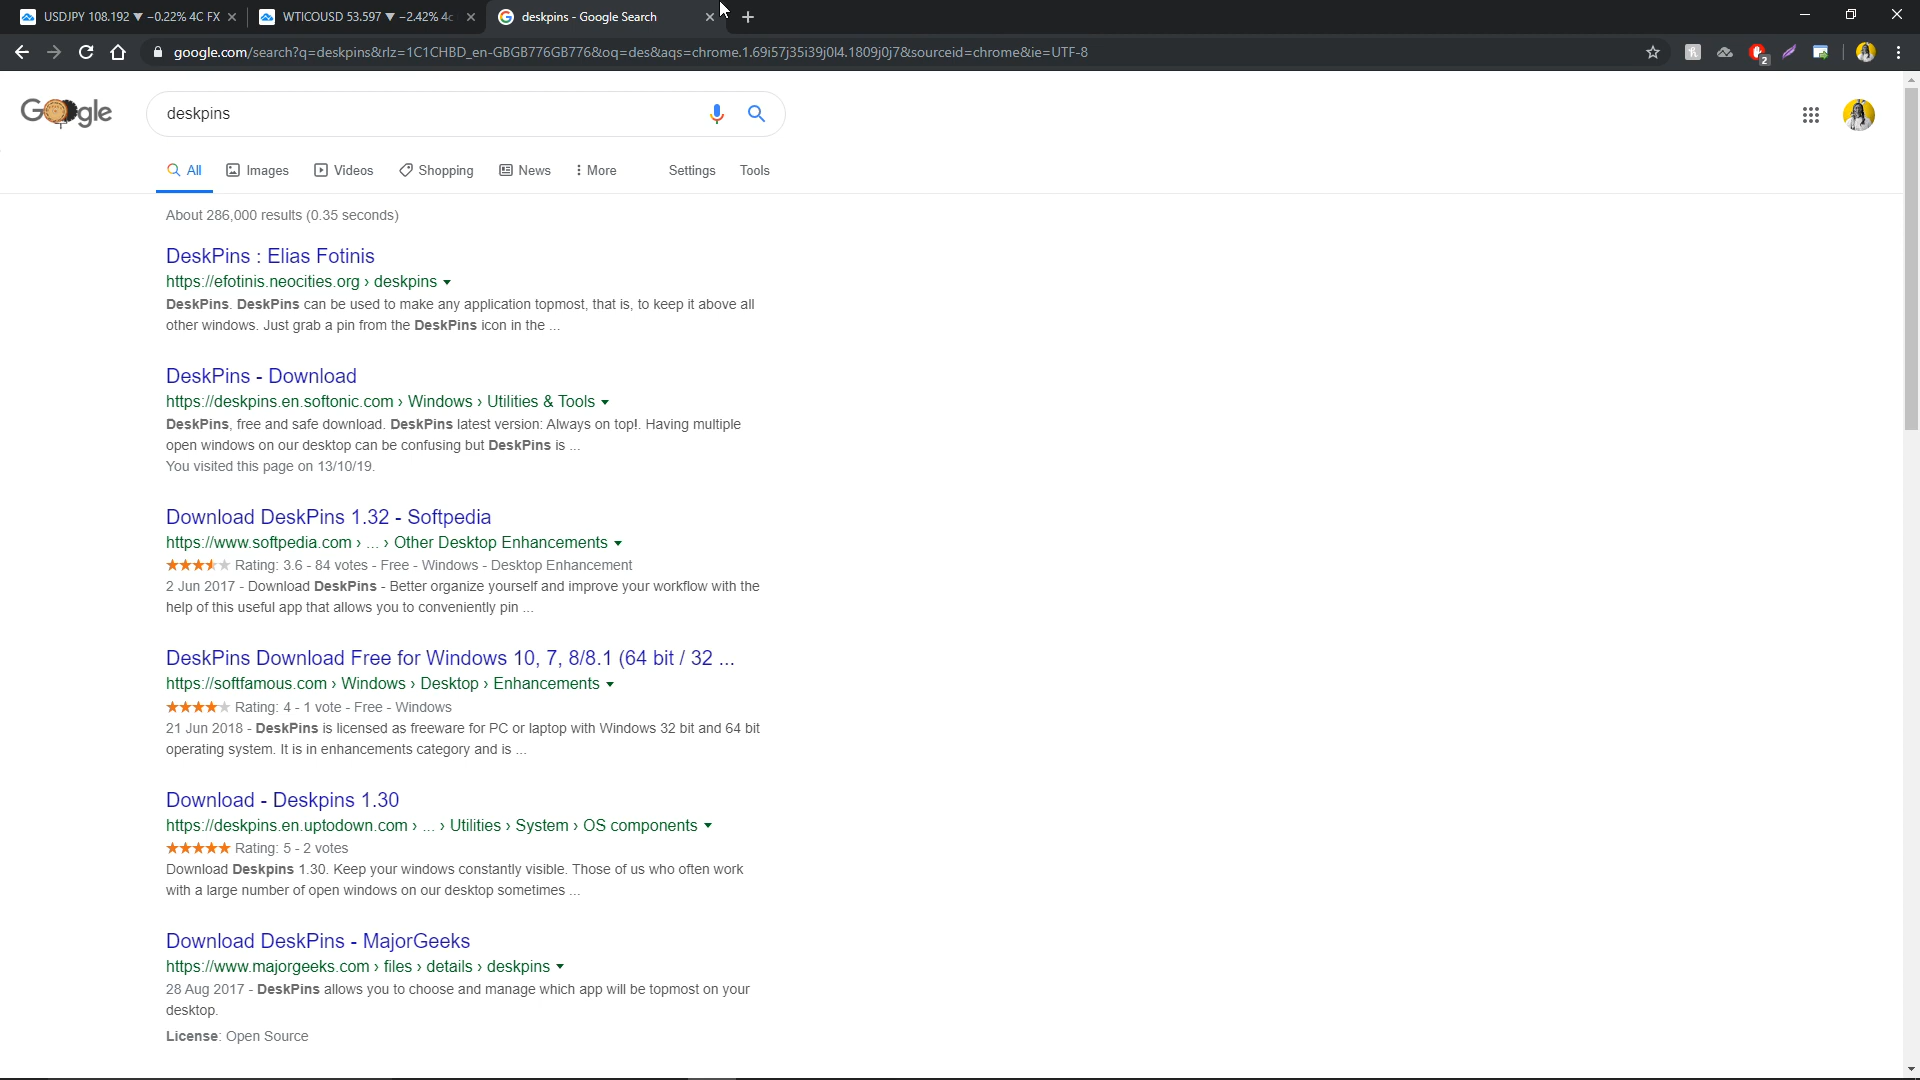 USDJPY 108.192 ▼ −0.22% 4C FX
WTICOUSD 53.597 ▼ −2.42% 4c
deskpins - Google Search
google.com/search?q=deskpins&rlz=1C1CHBD_en-GBGB776GB776&oq=des&aqs=chrome.1.69i57j35i39j0l4.1809j0j7&sourceid=chrome&ie=UTF-8
2
Google
deskpins
All Images Videos Shopping News More Settings Tools
About 286,000 results (0.35 seconds)
DeskPins : Elias Fotinis
https://efotinis.neocities.org › deskpins
DeskPins. DeskPins can be used to make any application topmost, that is, to keep it above all
other windows. Just grab a pin from the DeskPins icon in the ...
DeskPins - Download
https://deskpins.en.softonic.com › Windows › Utilities & Tools
DeskPins, free and safe download. DeskPins latest version: Always on top!. Having multiple
open windows on our desktop can be confusing but DeskPins is ...
You visited this page on 13/10/19.
Download DeskPins 1.32 - Softpedia
https://www.softpedia.com › ... › Other Desktop Enhancements
Rating: 3.6 - 84 votes - Free - Windows - Desktop Enhancement
2 Jun 2017 - Download DeskPins - Better organize yourself and improve your workflow with the
help of this useful app that allows you to conveniently pin ...
DeskPins Download Free for Windows 10, 7, 8/8.1 (64 bit / 32 ...
https://softfamous.com › Windows › Desktop › Enhancements
Rating: 4 - 1 vote - Free - Windows
21 Jun 2018 - DeskPins is licensed as freeware for PC or laptop with Windows 32 bit and 64 bit
operating system. It is in enhancements category and is ...
Download - Deskpins 1.30
https://deskpins.en.uptodown.com › ... › Utilities › System › OS components
Rating: 5 - 2 votes
Download Deskpins 1.30. Keep your windows constantly visible. Those of us who often work
with a large number of open windows on our desktop sometimes ...
Download DeskPins - MajorGeeks
https://www.majorgeeks.com › files › details › deskpins
28 Aug 2017 - DeskPins allows you to choose and manage which app will be topmost on your
desktop.
License: Open Source